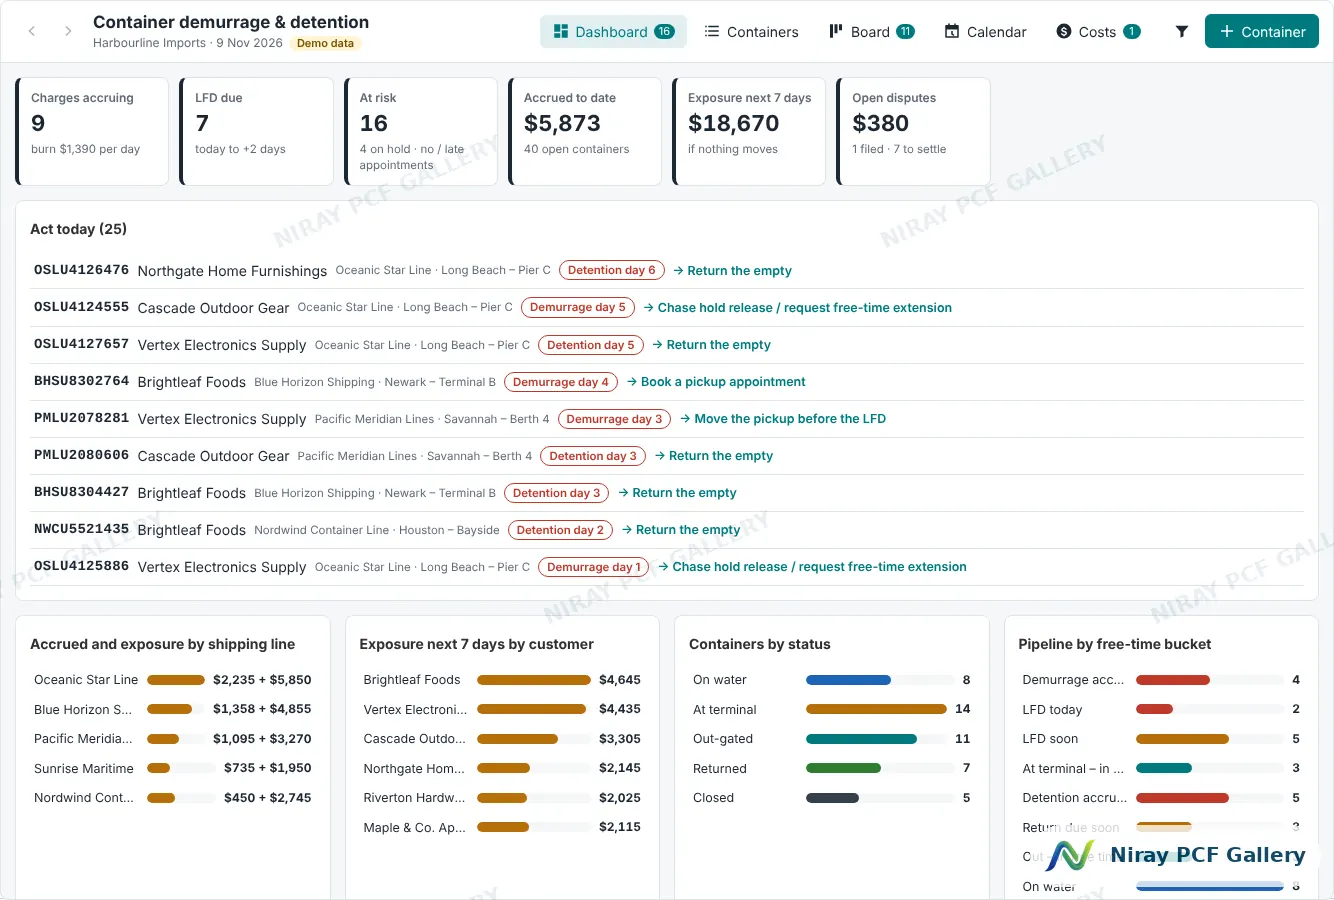 Container demurrage & detention
Harbourline Imports · 9 Nov 2026 Demo data
Dashboard 16 Containers Board 11 Calendar Costs 1 + Container
Charges accruing
9
burn $1,390 per day
LFD due
7
today to +2 days
At risk
16
4 on hold · no / late
appointments
Accrued to date
$5,873
40 open containers
Exposure next 7 days
$18,670
if nothing moves
Open disputes
$380
1 filed · 7 to settle
Act today (25)
OSLU4126476 Northgate Home Furnishings Oceanic Star Line · Long Beach – Pier C Detention day 6 → Return the empty
OSLU4124555 Cascade Outdoor Gear Oceanic Star Line · Long Beach – Pier C Demurrage day 5 → Chase hold release / request free-time extension
OSLU4127657 Vertex Electronics Supply Oceanic Star Line · Long Beach – Pier C Detention day 5 → Return the empty
BHSU8302764 Brightleaf Foods Blue Horizon Shipping · Newark – Terminal B Demurrage day 4 → Book a pickup appointment
PMLU2078281 Vertex Electronics Supply Pacific Meridian Lines · Savannah – Berth 4 Demurrage day 3 → Move the pickup before the LFD
PMLU2080606 Cascade Outdoor Gear Pacific Meridian Lines · Savannah – Berth 4 Detention day 3 → Return the empty
BHSU8304427 Brightleaf Foods Blue Horizon Shipping · Newark – Terminal B Detention day 3 → Return the empty
NWCU5521435 Brightleaf Foods Nordwind Container Line · Houston – Bayside Detention day 2 → Return the empty
OSLU4125886 Vertex Electronics Supply Oceanic Star Line · Long Beach – Pier C Demurrage day 1 → Chase hold release / request free-time extension
Accrued and exposure by shipping line
Oceanic Star Line $2,235 + $5,850
Blue Horizon S... $1,358 + $4,855
Pacific Meridia... $1,095 + $3,270
Sunrise Maritime $735 + $1,950
Nordwind Cont... $450 + $2,745
Exposure next 7 days by customer
Brightleaf Foods $4,645
Vertex Electroni... $4,435
Cascade Outdo... $3,305
Northgate Hom... $2,145
Riverton Hardw... $2,025
Maple & Co. Ap... $2,115
Containers by status
On water 8
At terminal 14
Out-gated 11
Returned 7
Closed 5
Pipeline by free-time bucket
Demurrage acc... 4
LFD today 2
LFD soon 5
At terminal – in ... 3
Detention accru... 5
Return due soon 3
On water 8
Niray PCF Gallery
NIRAY PCF GALLERY
NIRAY PCF GALLERY
NIRAY PCF GALLERY